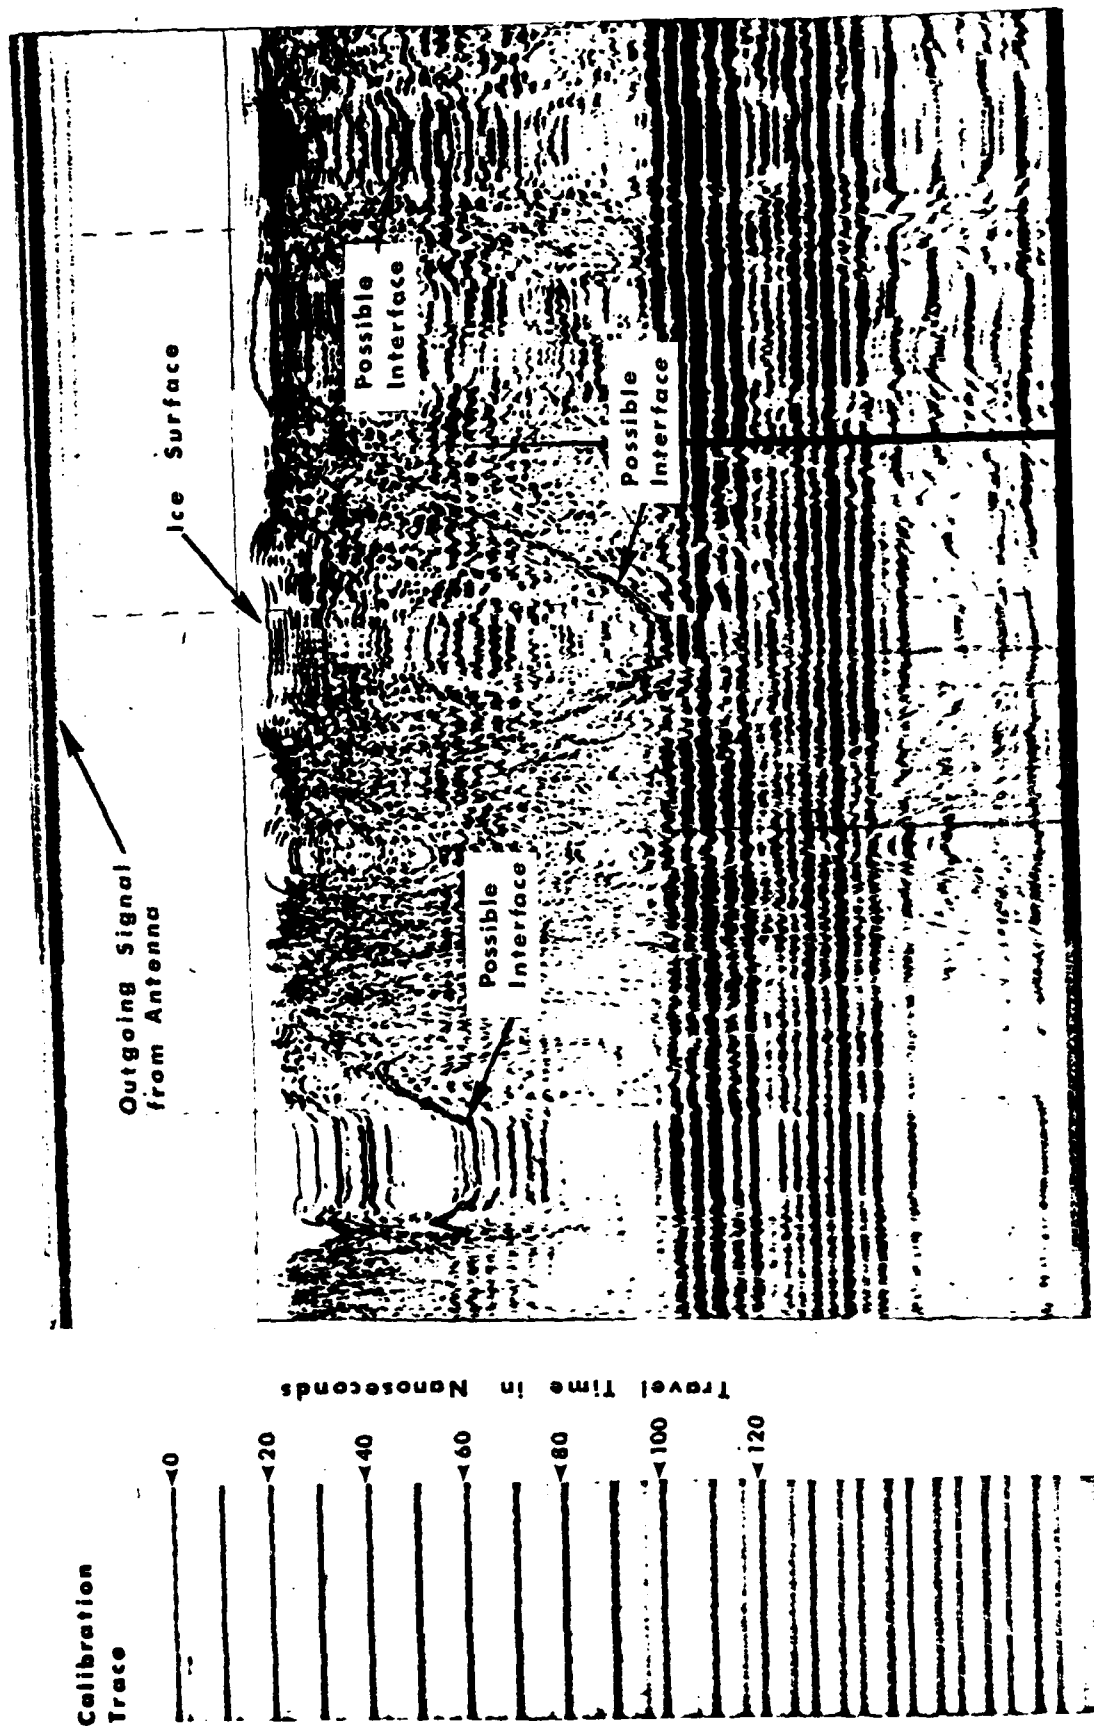 Calibration
Trace
0
20
40
60
80
100
120
Travel Time in Nanoseconds
Outgoing Signal
from Antenna
Ice Surface
Possible
Interface
Possible
Interface
Possible
Interface